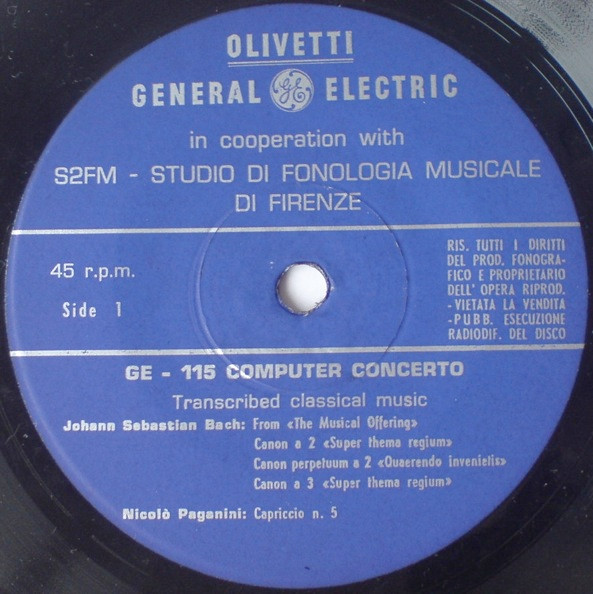 OLIVETTI
GENERAL GE ELECTRIC
in cooperation with
S2FM - STUDIO DI FONOLOGIA MUSICALE
DI FIRENZE
45 r.p.m.
Side 1
RIS. TUTTI I DIRITTI
DEL PROD. FONOGRA-
FICO E PROPRIETARIO
DELL' OPERA RIPROD.
- VIETATA LA VENDITA
- PUBB. ESECUZIONE
RADIODIF. DEL DISCO
GE - 115 COMPUTER CONCERTO
Transcribed classical music
Johann Sebastian Bach: From «The Musical Offering»
Canon a 2 «Super thema regium»
Canon perpetuum a 2 «Quaerendo invenietis»
Canon a 3 «Super thema regium»
Nicolò Paganini: Capriccio n. 5